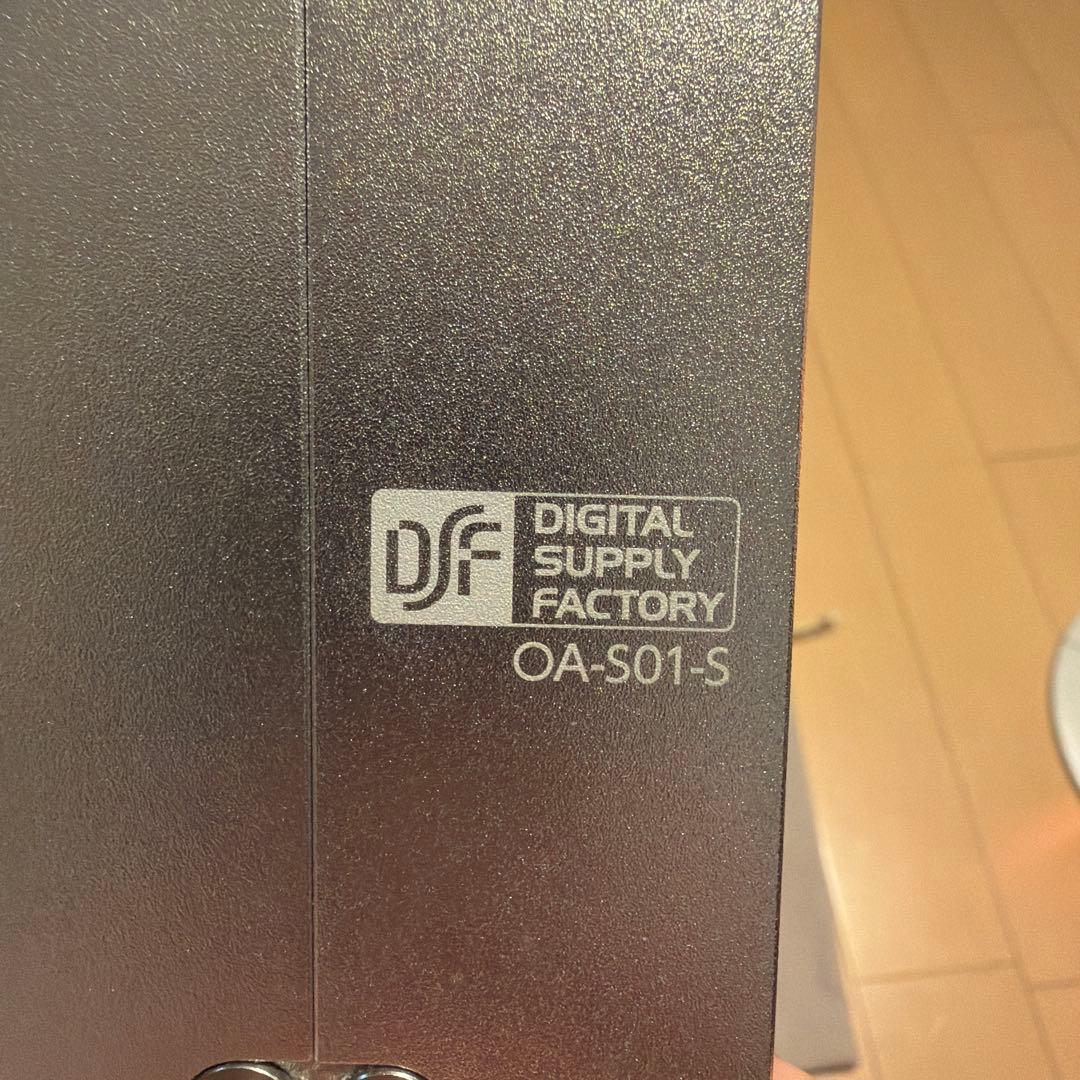 DSF
DIGITAL
SUPPLY
FACTORY
OA-S01-S